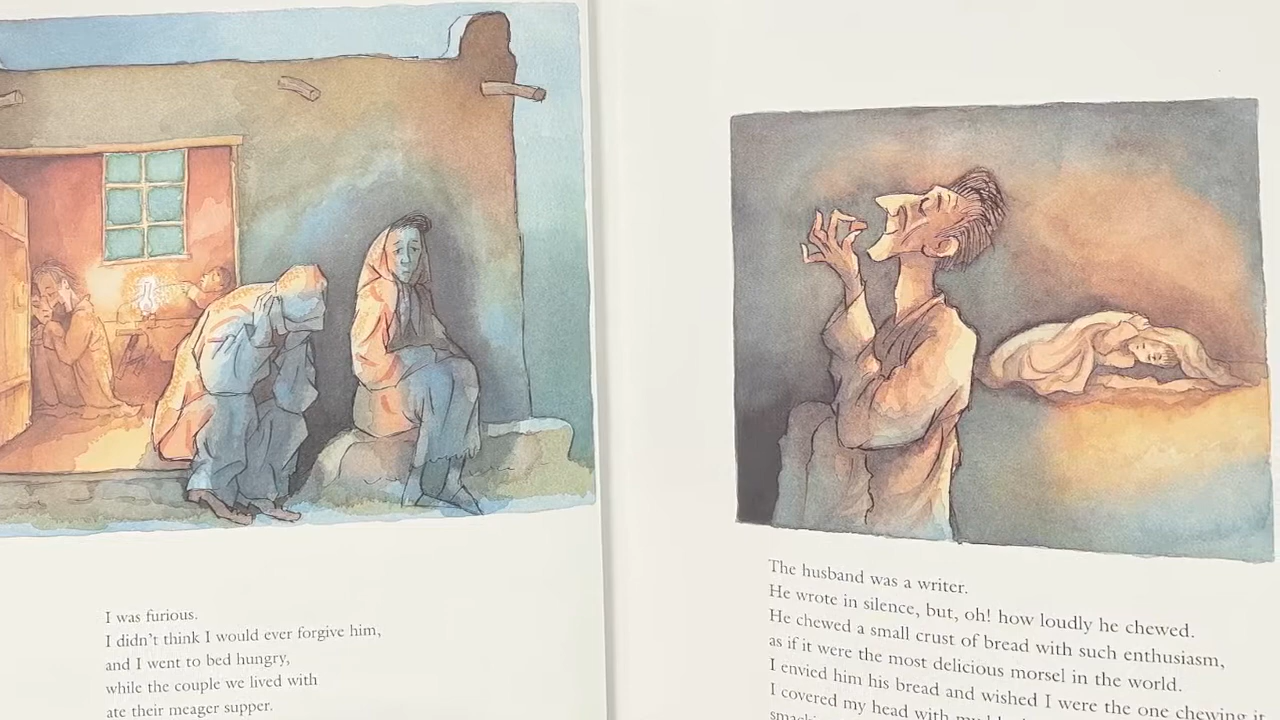 I was furious.
I didn't think I would ever forgive him,
and I went to bed hungry,
while the couple we lived with
ate their meager supper.
The husband was a writer.
He wrote in silence, but, oh! how loudly he chewed.
He chewed a small crust of bread with such enthusiasm,
as if it were the most delicious morsel in the world.
I envied him his bread and wished I were the one chewing it
I covered my head with my